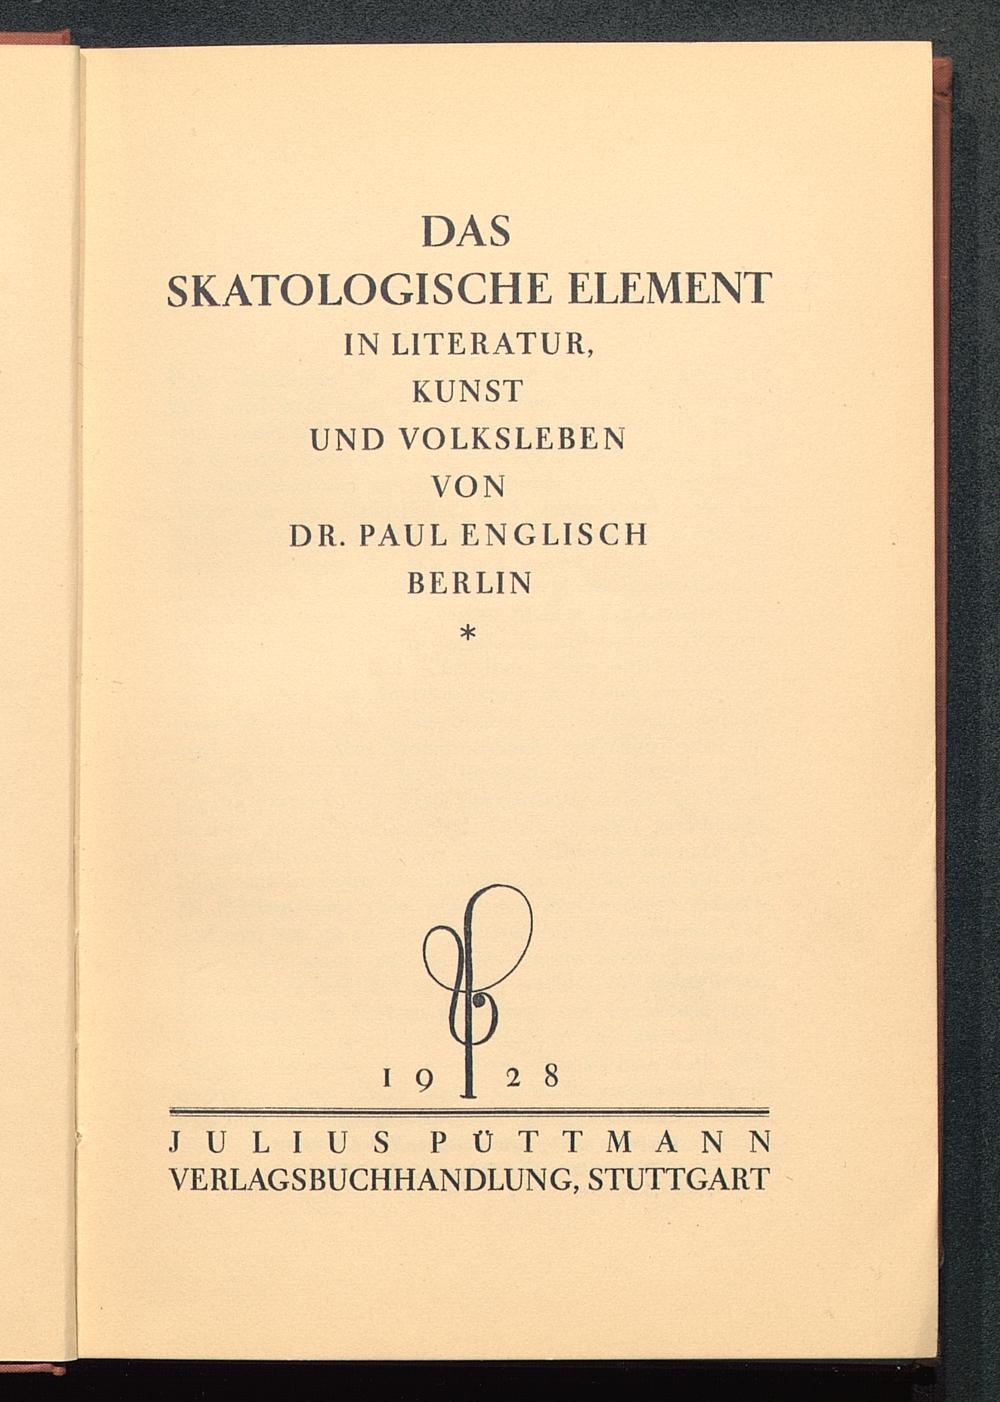 DAS
SKATOLOGISCHE ELEMENT
IN LITERATUR,
KUNST
UND VOLKSLEBEN
VON
DR. PAUL ENGLISCH
BERLIN
*
19 28
JULIUS PÜTTMANN
VERLAGSBUCHHANDLUNG, STUTTGART